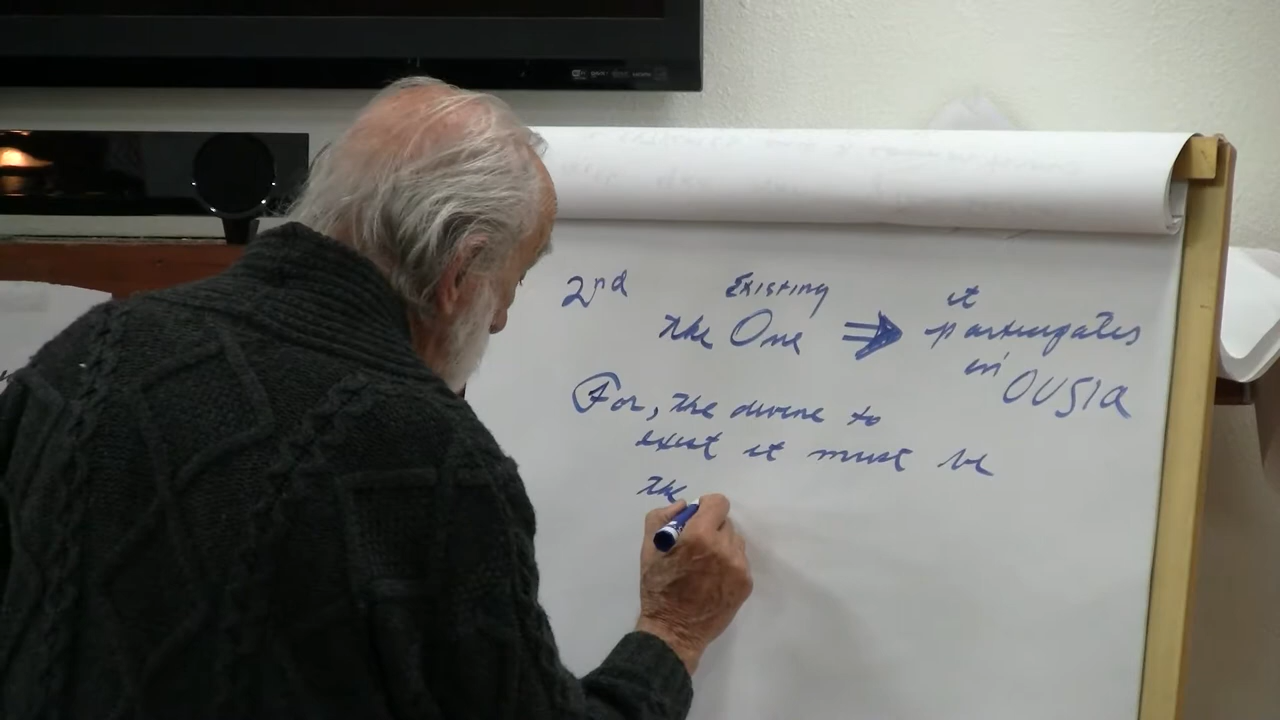 2nd
Existing
the One ⇒
it
participates
in
OUSIA
For, the divine to
exist it must be
the